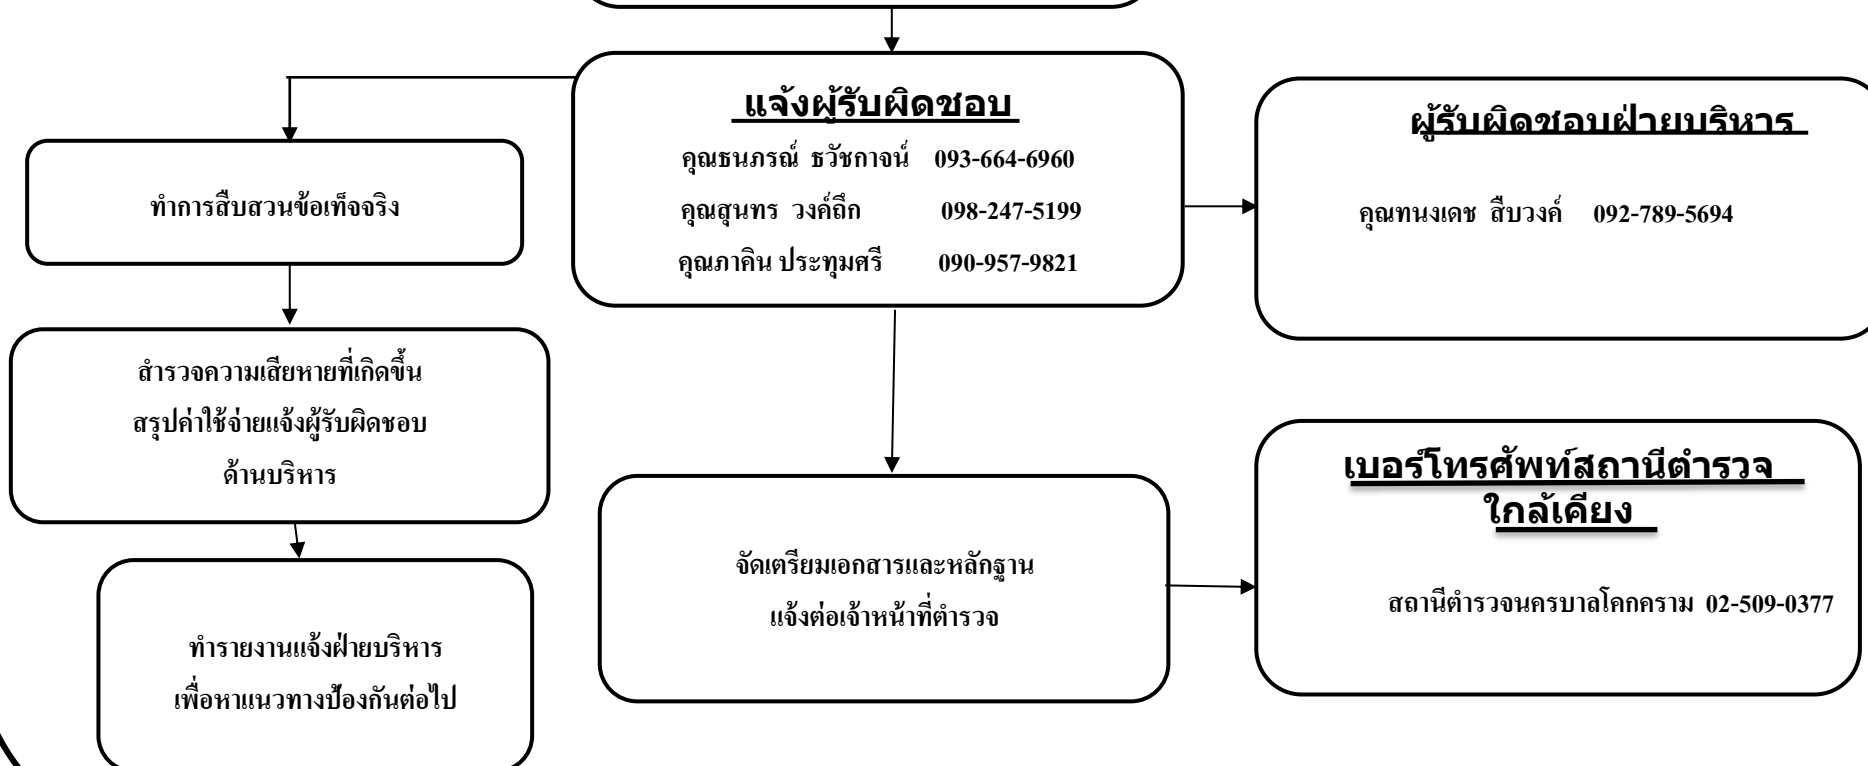 แจ้งผู้รับผิดชอบ
คุณธนภรณ์ ธวัชกาจน์ 093-664-6960
คุณสุนทร วงค์ถึก 098-247-5199
คุณภาคิน ประทุมศรี 090-957-9821
ผู้รับผิดชอบฝ่ายบริหาร
คุณทนงเดช สืบวงค์ 092-789-5694
ทำการสืบสวนข้อเท็จจริง
สำรวจความเสียหายที่เกิดขึ้น
สรุปค่าใช้จ่ายแจ้งผู้รับผิดชอบ
ด้านบริหาร
ทำรายงานแจ้งฝ่ายบริหาร
เพื่อหาแนวทางป้องกันต่อไป
จัดเตรียมเอกสารและหลักฐาน
แจ้งต่อเจ้าหน้าที่ตำรวจ
เบอร์โทรศัพท์สถานีตำรวจ
ใกล้เคียง
สถานีตำรวจนครบาลโคกคราม 02-509-0377